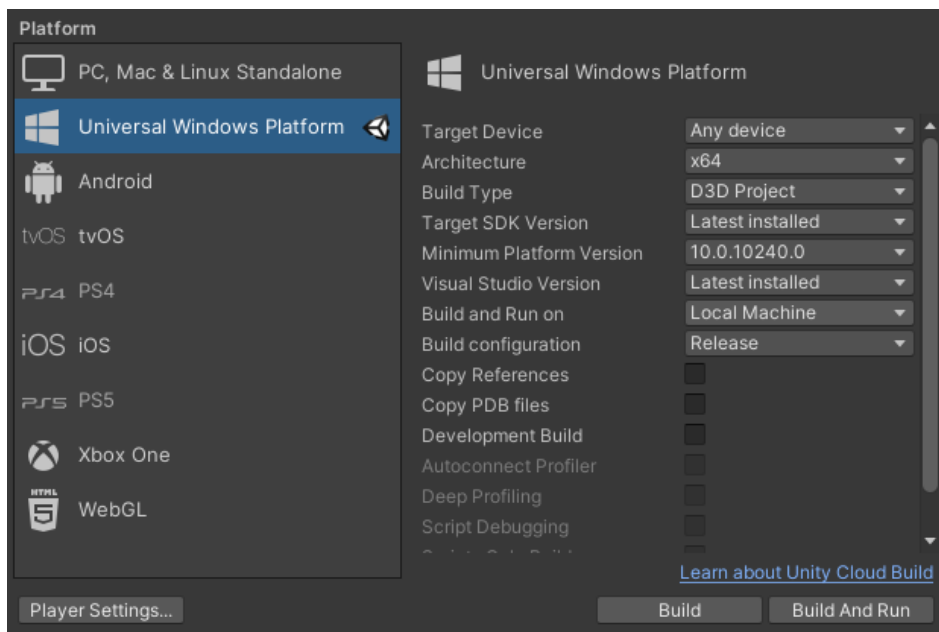 Platform
PC, Mac & Linux Standalone
Universal Windows Platform
Android
tvOS tvOS
PS4 PS4
iOS iOS
PS5 PS5
Xbox One
HTML 5 WebGL
Universal Windows Platform
Target Device Any device
Architecture x64
Build Type D3D Project
Target SDK Version Latest installed
Minimum Platform Version 10.0.10240.0
Visual Studio Version Latest installed
Build and Run on Local Machine
Build configuration Release
Copy References
Copy PDB files
Development Build
Autoconnect Profiler
Deep Profiling
Script Debugging
Learn about Unity Cloud Build
Player Settings... Build Build And Run